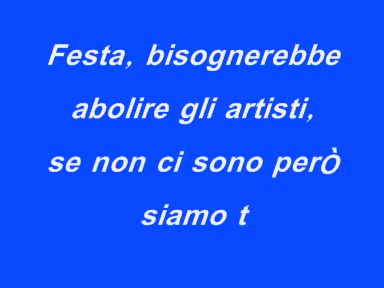 Festa, bisognerebbe
abolire gli artisti,
se non ci sono perÒ
siamo t